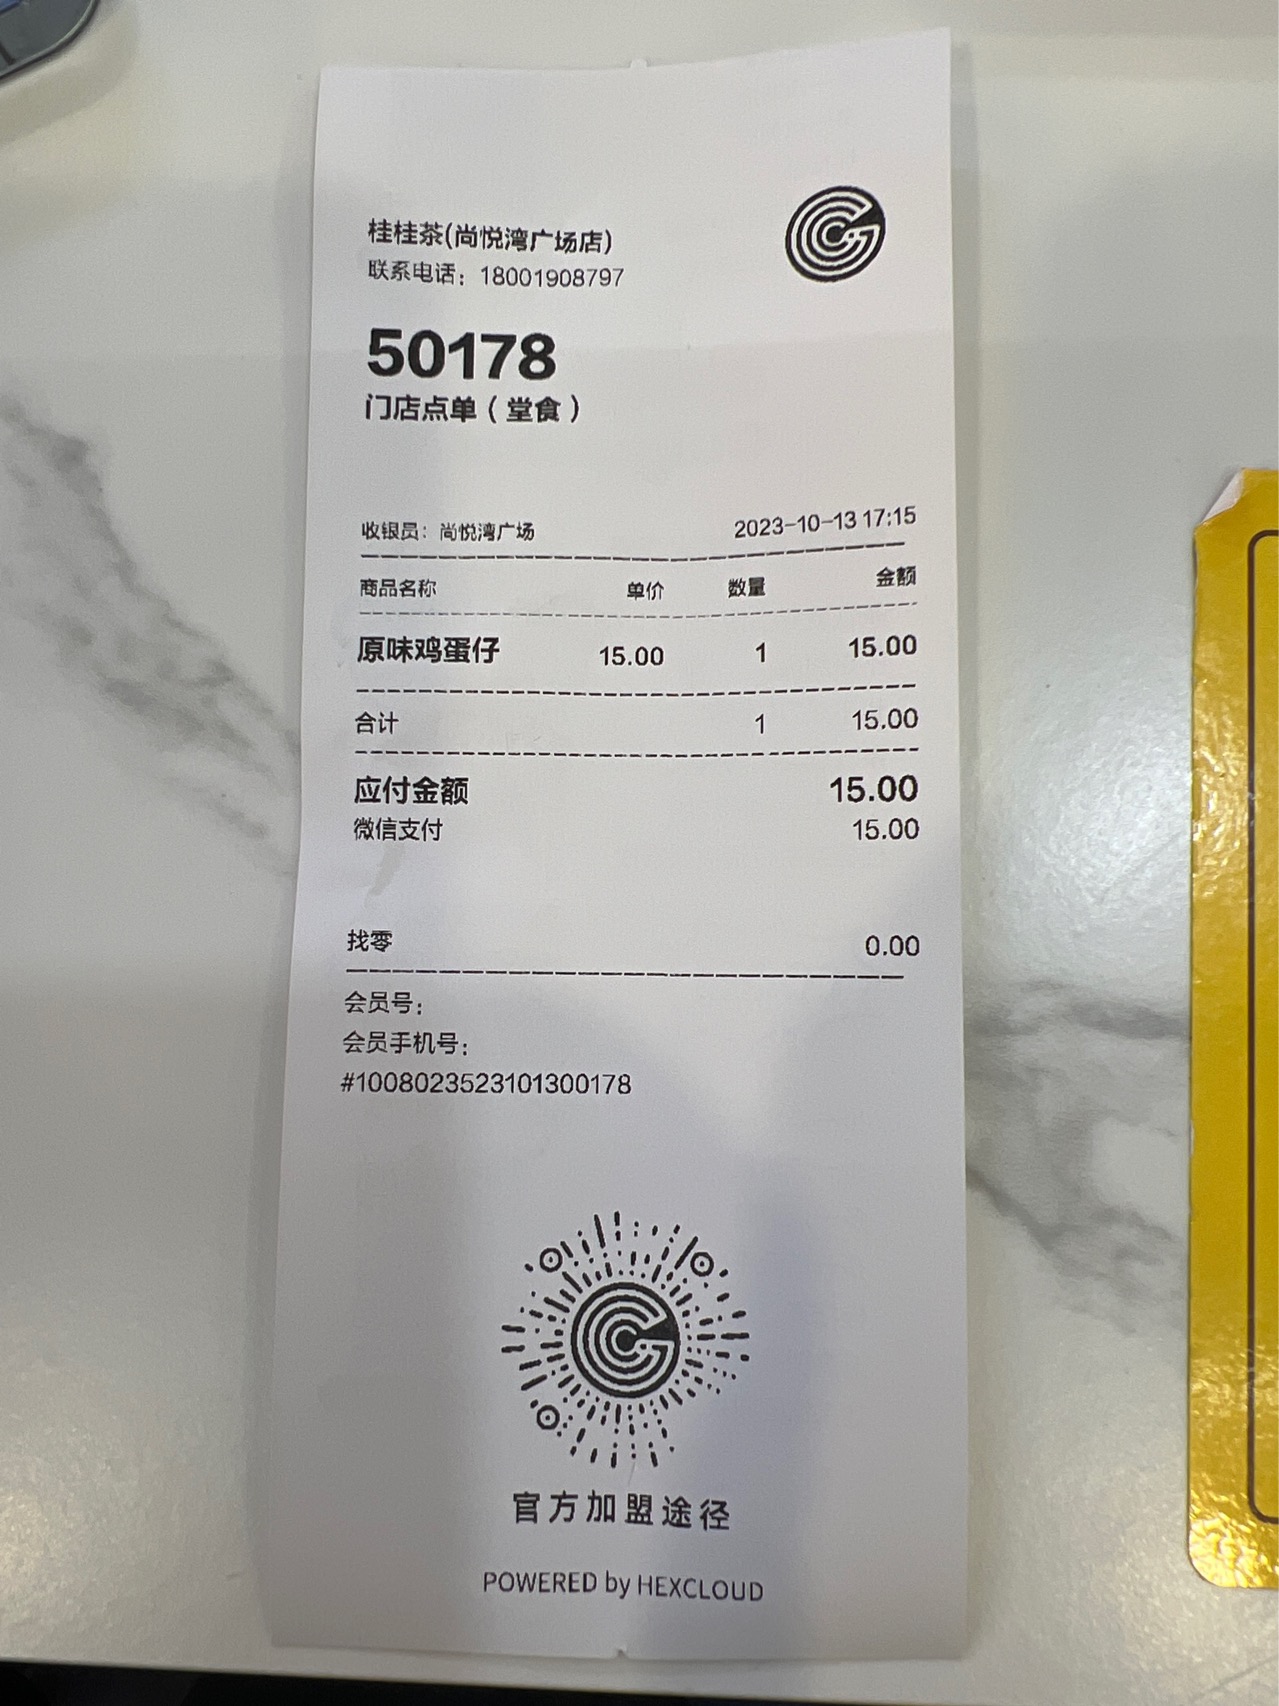 桂桂茶(尚悦湾广场店)
联系电话：18001908797
50178
门店点单（堂食）
收银员：尚悦湾广场 2023-10-13 17:15
商品名称 单价 数量 金额
原味鸡蛋仔 15.00 1 15.00
合计 1 15.00
应付金额 15.00
微信支付 15.00
找零 0.00
会员号：
会员手机号：
#1008023523101300178
官方加盟途径
POWERED by HEXCLOUD